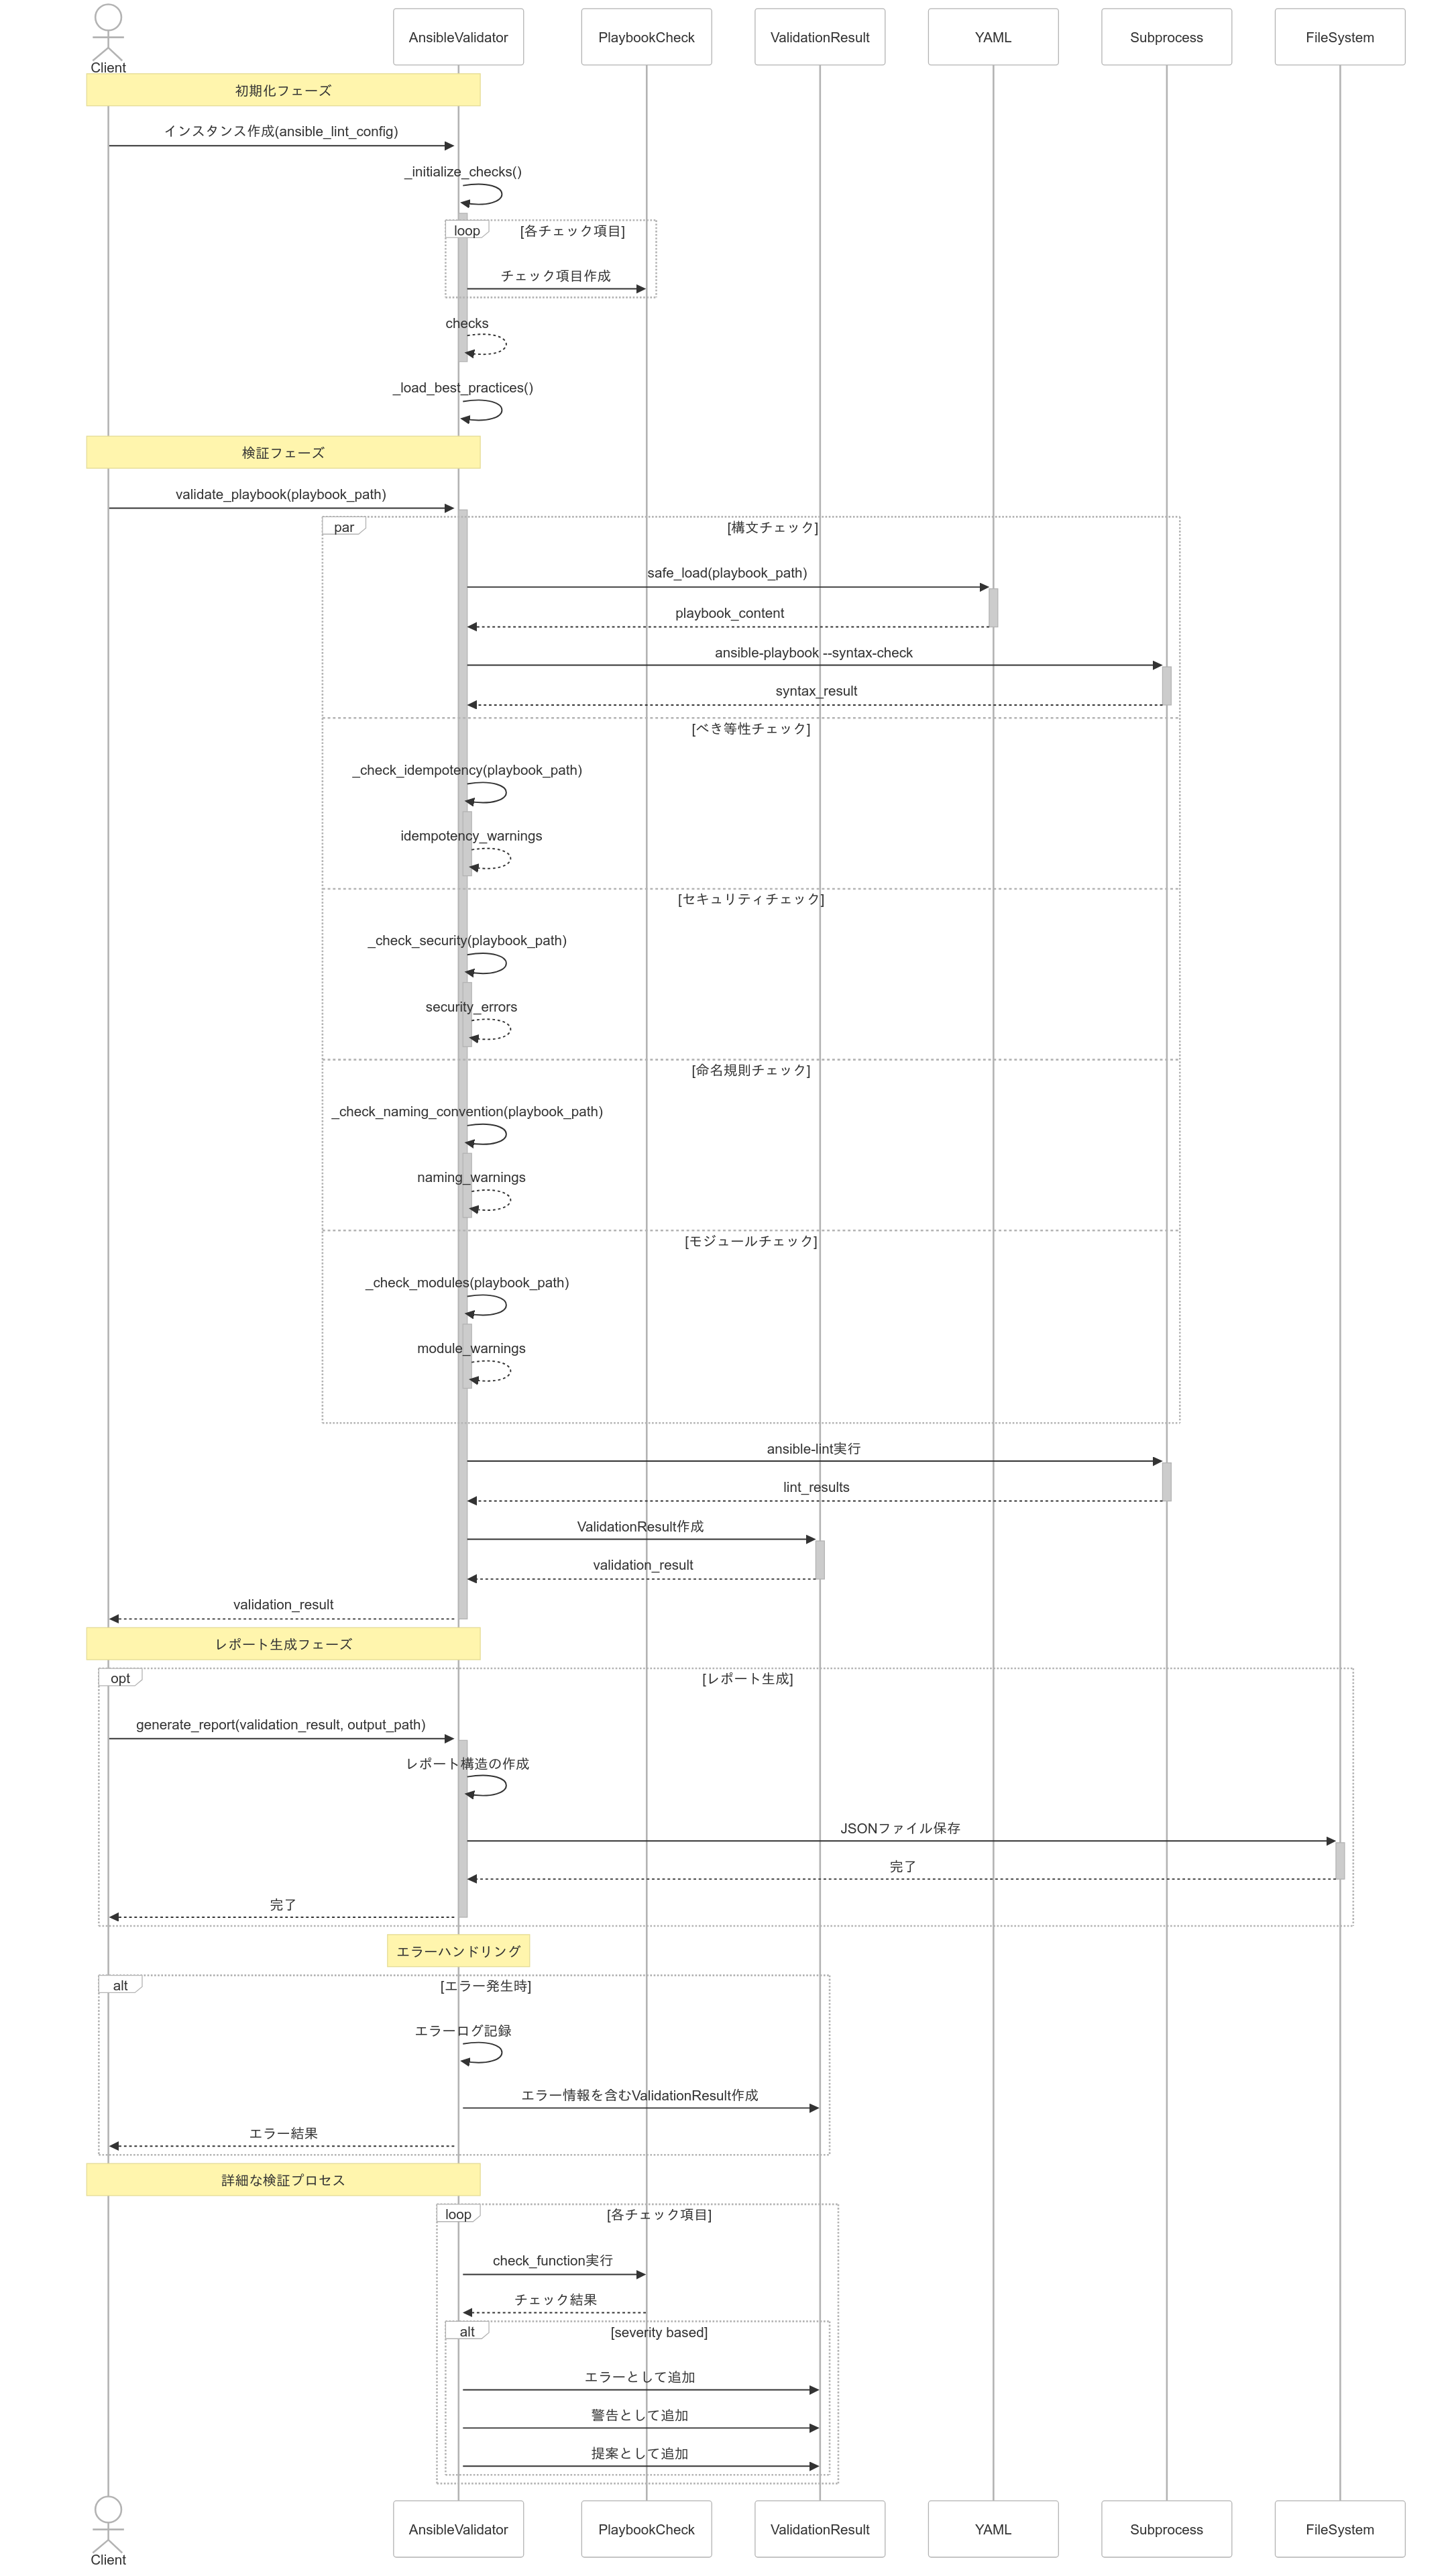 Client
AnsibleValidator
PlaybookCheck
ValidationResult
YAML
Subprocess
FileSystem
初期化フェーズ
インスタンス作成(ansible_lint_config)
_initialize_checks()
loop
[各チェック項目]
チェック項目作成
checks
_load_best_practices()
検証フェーズ
validate_playbook(playbook_path)
par
[構文チェック]
safe_load(playbook_path)
playbook_content
ansible-playbook --syntax-check
syntax_result
[べき等性チェック]
_check_idempotency(playbook_path)
idempotency_warnings
[セキュリティチェック]
_check_security(playbook_path)
security_errors
[命名規則チェック]
_check_naming_convention(playbook_path)
naming_warnings
[モジュールチェック]
_check_modules(playbook_path)
module_warnings
ansible-lint実行
lint_results
ValidationResult作成
validation_result
validation_result
レポート生成フェーズ
opt
[レポート生成]
generate_report(validation_result, output_path)
レポート構造の作成
JSONファイル保存
完了
完了
エラーハンドリング
alt
[エラー発生時]
エラーログ記録
エラー情報を含むValidationResult作成
エラー結果
詳細な検証プロセス
loop
[各チェック項目]
check_function実行
チェック結果
alt
[severity based]
エラーとして追加
警告として追加
提案として追加
Client
AnsibleValidator
PlaybookCheck
ValidationResult
YAML
Subprocess
FileSystem